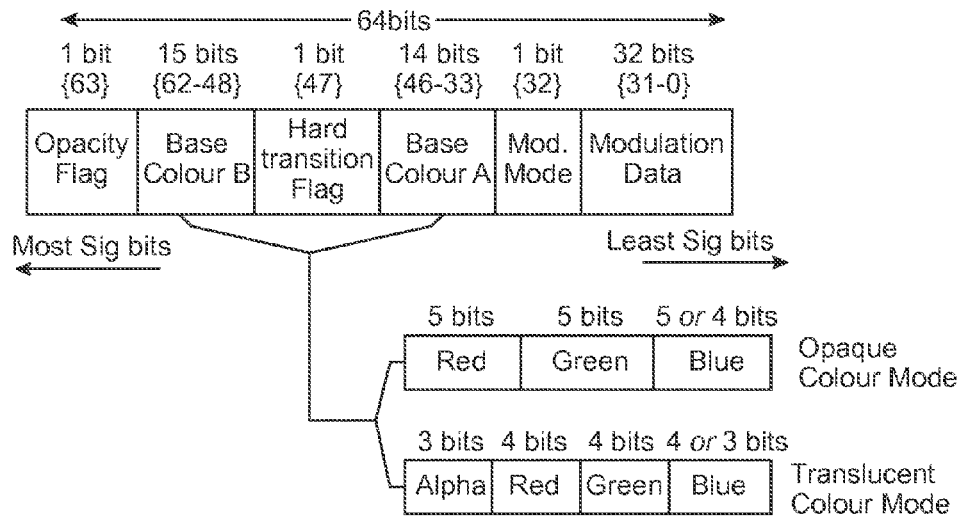 64bits
1 bit 15 bits 1 bit 14 bits 1 bit 32 bits
{63} {62-48} {47} {46-33} {32} {31-0}
Opacity Flag
Base Colour B
Hard transition Flag
Base Colour A
Mod. Mode
Modulation Data
Most Sig bits
Least Sig bits
5 bits 5 bits 5 or 4 bits
Red Green Blue
Opaque
Colour Mode
3 bits 4 bits 4 bits 4 or 3 bits
Alpha Red Green Blue
Translucent
Colour Mode